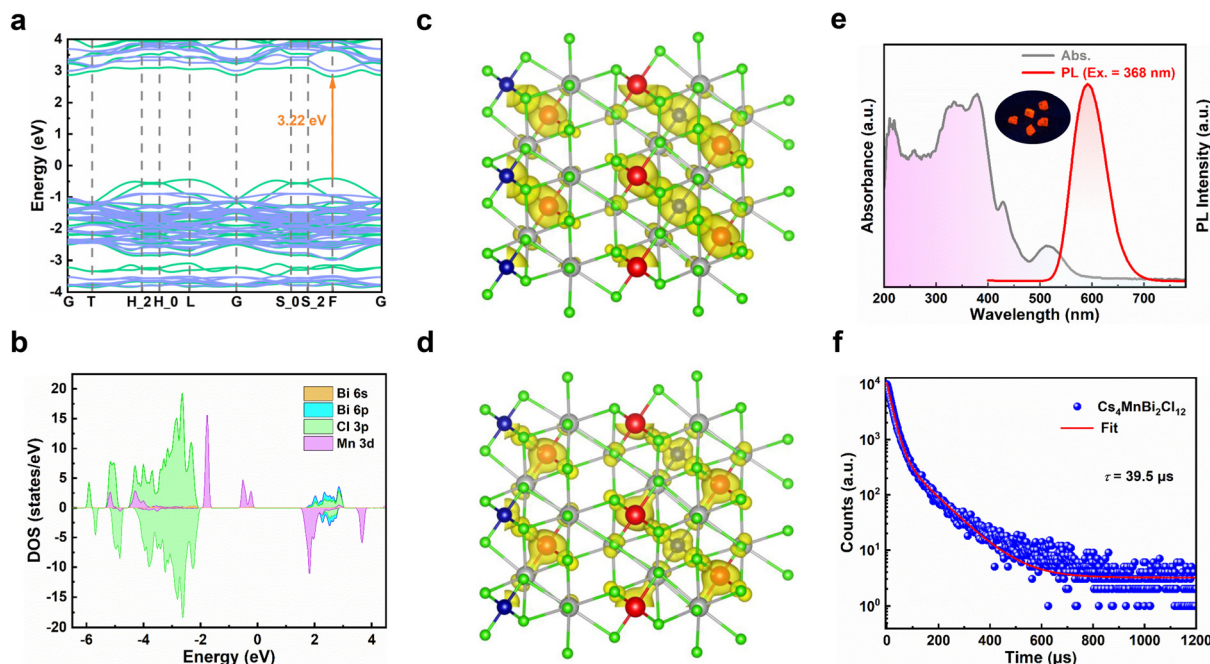 a
4
3
2
1
0
-1
-2
-3
-4
Energy (eV)
3.22 eV
G T H_2 H_0 L G S_0 S_2 F G
b
20
15
10
5
0
-5
-10
-15
-20
DOS (states/eV)
Bi 6s
Bi 6p
Cl 3p
Mn 3d
-6 -4 -2 0 2 4
Energy (eV)
c
d
e
Absorbance (a.u.)
Abs.
PL (Ex. = 368 nm)
PL Intensity (a.u.)
200 300 400 500 600 700
Wavelength (nm)
f
10⁴
10³
10²
10¹
10⁰
Counts (a.u.)
Cs₄MnBi₂Cl₁₂
Fit
τ = 39.5 μs
0 200 400 600 800 1000 1200
Time (μs)